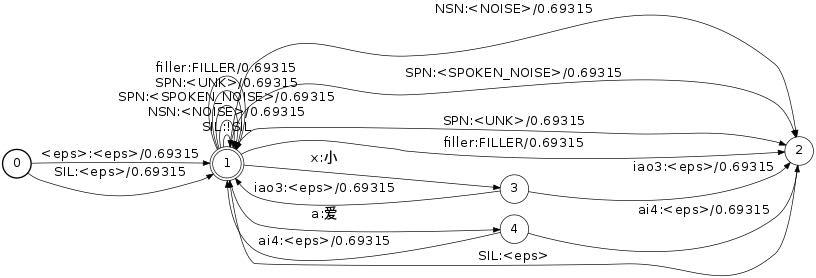 NSN:<NOISE>/0.69315
filler:FILLER/0.69315
SPN:<SPOKEN_NOISE>/0.69315
SPN:<UNK>/0.69315
SPN:<SPOKEN_NOISE>/0.69315
NSN:<NOISE>/0.69315
SPN:<UNK>/0.69315
SIL:!SIL
filler:FILLER/0.69315
<eps>:<eps>/0.69315
0
1
2
x:小
SIL:<eps>/0.69315
iao3:<eps>/0.69315
iao3:<eps>/0.69315
3
a:爱
ai4:<eps>/0.69315
4
ai4:<eps>/0.69315
SIL:<eps>